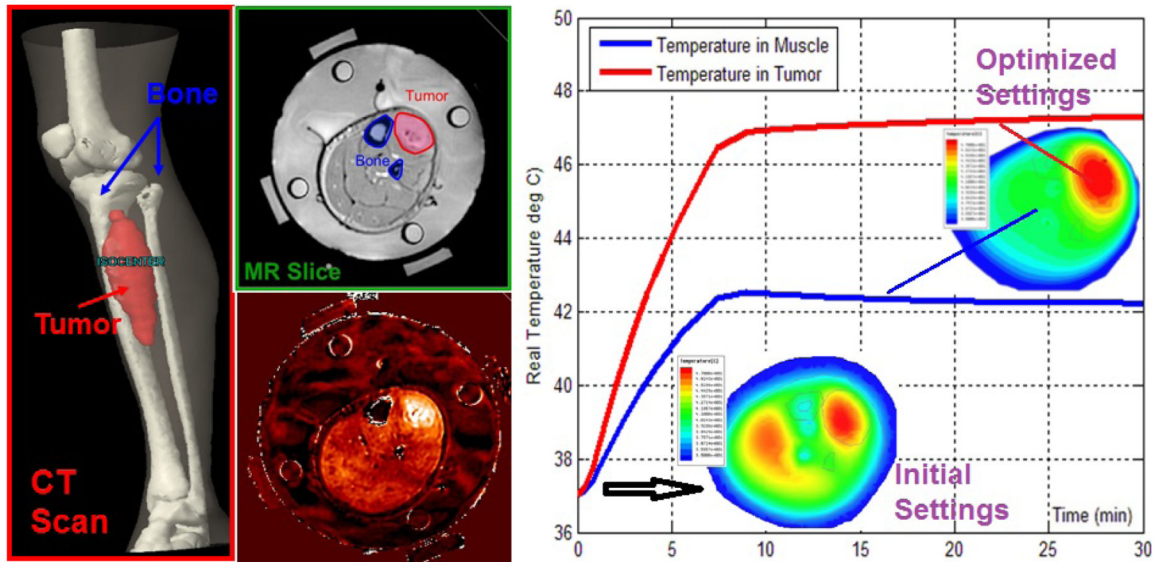 Bone
ISOCENTER
Tumor
CT
Scan
Tumor
Bone
MR Slice
Real Temperature deg C
50
48
46
44
42
40
38
36
Temperature in Muscle
Temperature in Tumor
Optimized
Settings
Temperature[C]
Temperature[C]
Initial
Settings
Time (min)
0
5
10
15
20
25
30